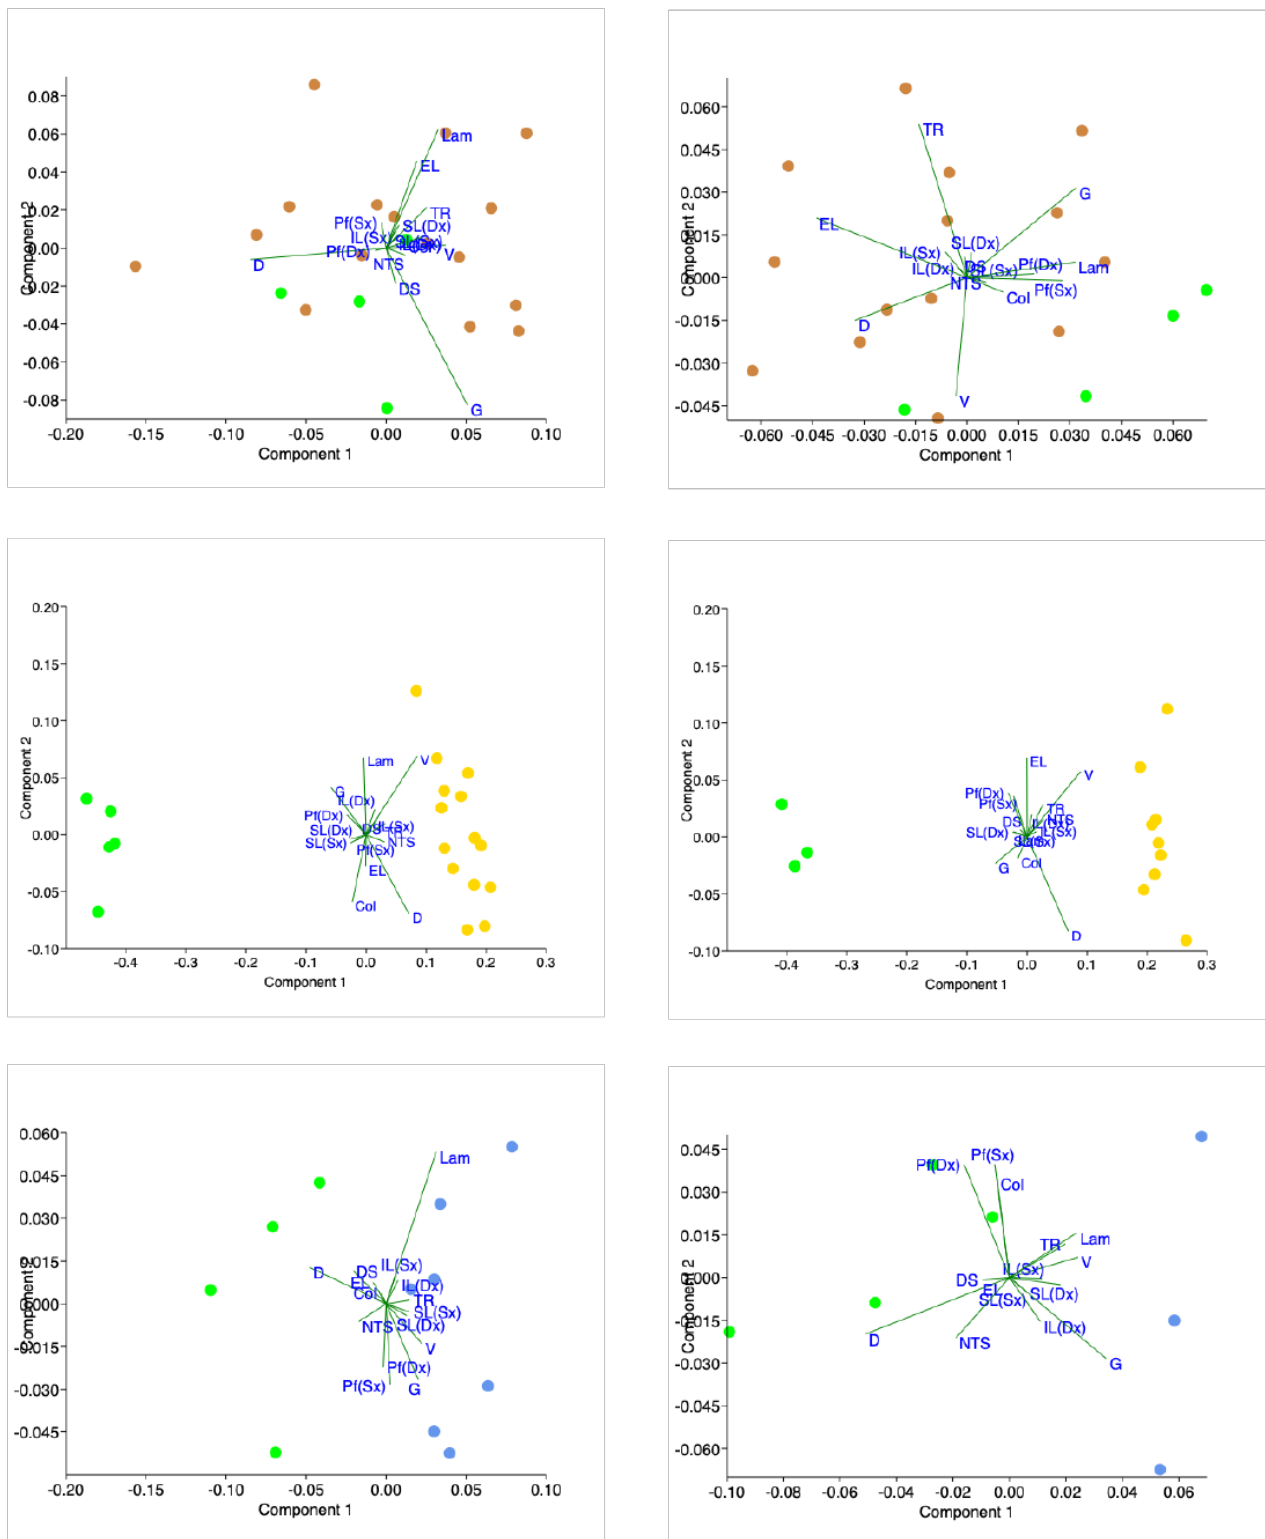 0.08
0.06
0.04
0.02
0.00
-0.02
-0.04
-0.06
-0.08
Component 2
Lam
EL
TR
Pf(Sx)
SL(Dx)
IL(Sx)
Pf(Dx)
V
D
NTS
DS
G
-0.20 -0.15 -0.10 -0.05 0.00 0.05 0.10
Component 1
0.060
0.045
0.030
0.015
0.000
-0.015
-0.030
-0.045
Component 2
TR
G
EL
SL(Dx)
IL(Sx)
DS
Pf(Dx)
IL(Dx)
SL(Sx)
Lam
NTS
Pf(Sx)
Col
D
V
-0.060 -0.045 -0.030 -0.015 0.000 0.015 0.030 0.045 0.060
Component 1
0.20
0.15
0.10
0.05
0.00
-0.05
-0.10
Component 2
Lam
V
G
IL(Dx)
Pf(Dx)
IL(Sx)
SL(Dx)
DS
TR
SL(Sx)
NTS
Pf(Sx)
EL
Col
D
-0.4 -0.3 -0.2 -0.1 0.0 0.1 0.2 0.3
Component 1
0.20
0.15
0.10
0.05
0.00
-0.05
-0.10
Component 2
EL
V
Pf(Dx)
Pf(Sx)
TR
DS
NTS
IL(Dx)
SL(Dx)
IL(Sx)
Col
G
D
-0.4 -0.3 -0.2 -0.1 0.0 0.1 0.2 0.3
Component 1
0.060
0.045
0.030
0.015
0.000
-0.015
-0.030
-0.045
Component 2
Lam
IL(Sx)
D
DS
EL
IL(Dx)
Col
TR
SL(Sx)
NTS
SL(Dx)
V
Pf(Dx)
Pf(Sx)
G
-0.20 -0.15 -0.10 -0.05 0.00 0.05 0.10
Component 1
0.045
0.030
0.015
0.000
-0.015
-0.030
-0.045
-0.060
Component 2
Pf(Sx)
Pf(Dx)
Col
Lam
TR
V
IL(Sx)
DS
EL
SL(Dx)
SL(Sx)
IL(Dx)
D
NTS
G
-0.10 -0.08 -0.06 -0.04 -0.02 0.00 0.02 0.04 0.06
Component 1